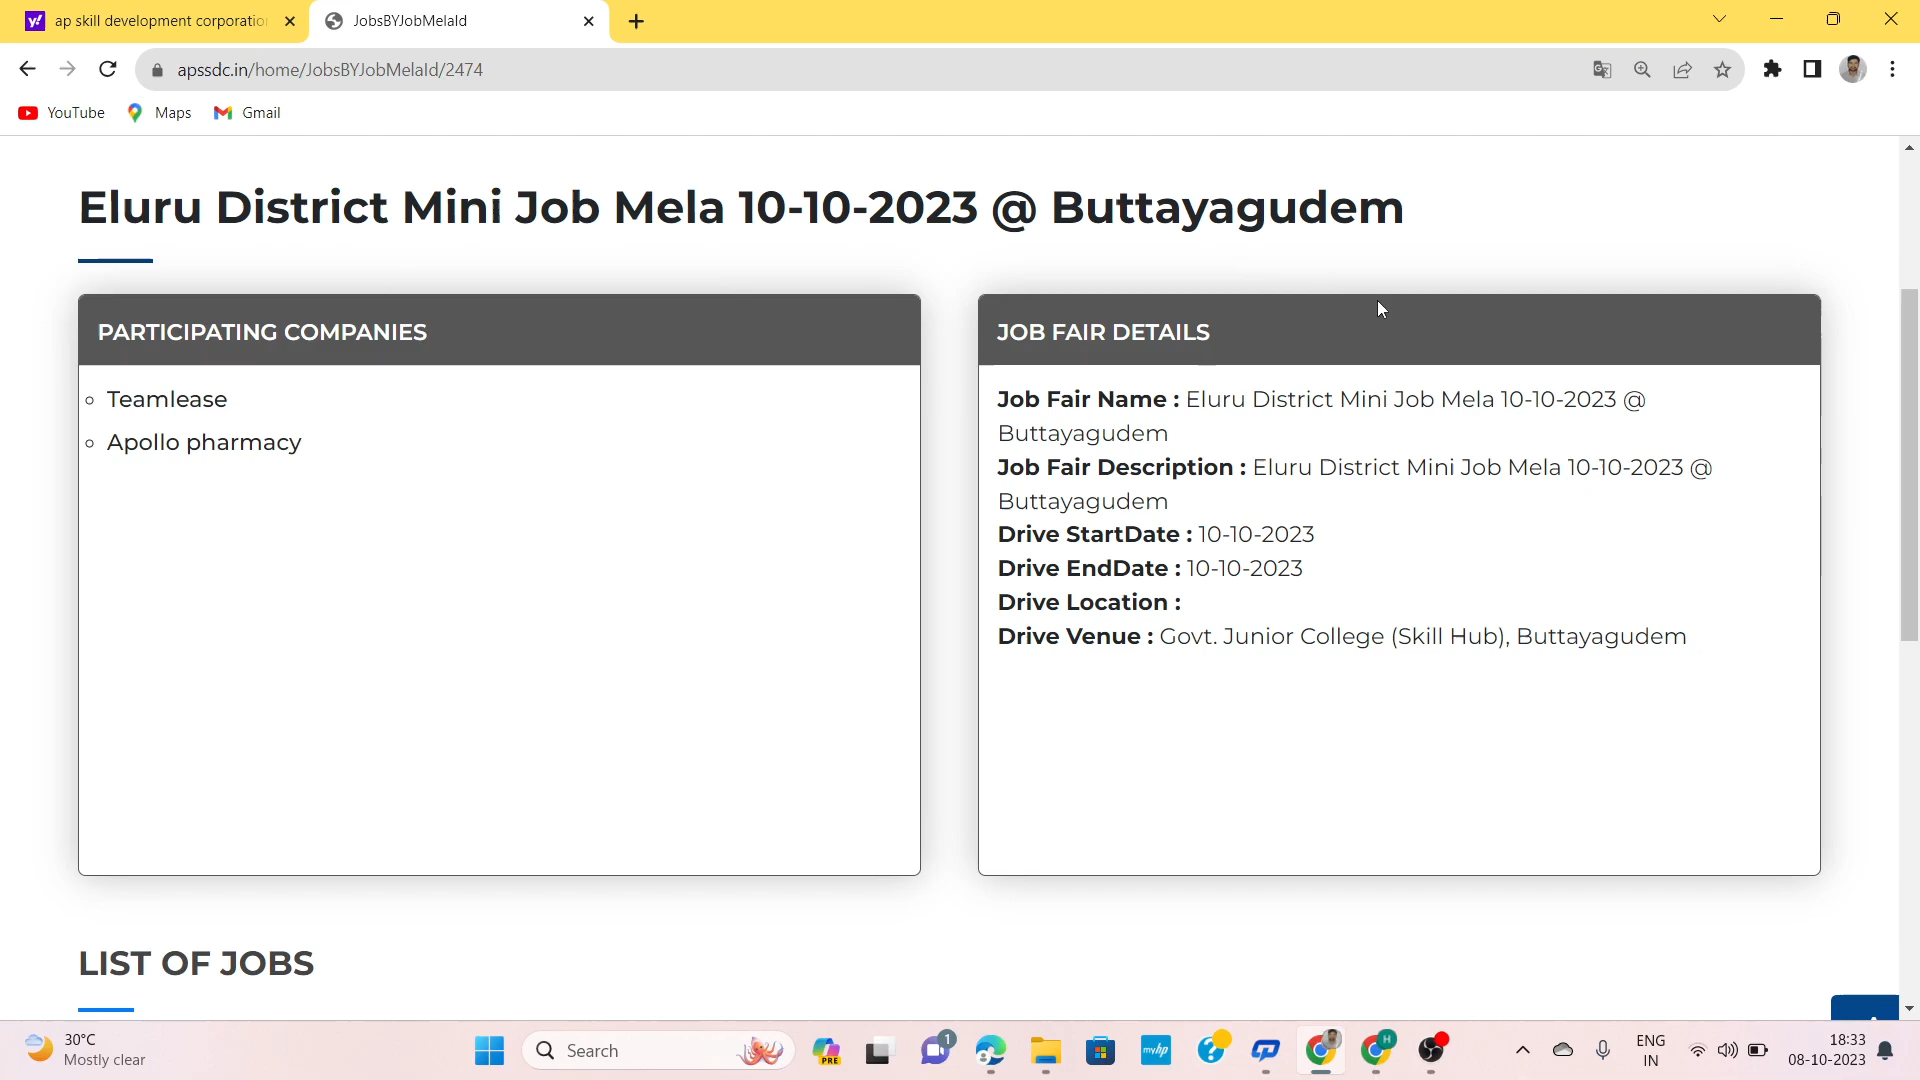 ap skill development corporatio
JobsBYJobMelaId
apssdc.in/home/JobsBYJobMelaId/2474
YouTube
Maps
Gmail
Eluru District Mini Job Mela 10-10-2023 @ Buttayagudem
PARTICIPATING COMPANIES
Teamlease
Apollo pharmacy
JOB FAIR DETAILS
Job Fair Name : Eluru District Mini Job Mela 10-10-2023 @
Buttayagudem
Job Fair Description : Eluru District Mini Job Mela 10-10-2023 @
Buttayagudem
Drive StartDate : 10-10-2023
Drive EndDate : 10-10-2023
Drive Location :
Drive Venue : Govt. Junior College (Skill Hub), Buttayagudem
LIST OF JOBS
30°C
Mostly clear
Search
PRE
1
myhp
H
ENG
IN
18:33
08-10-2023